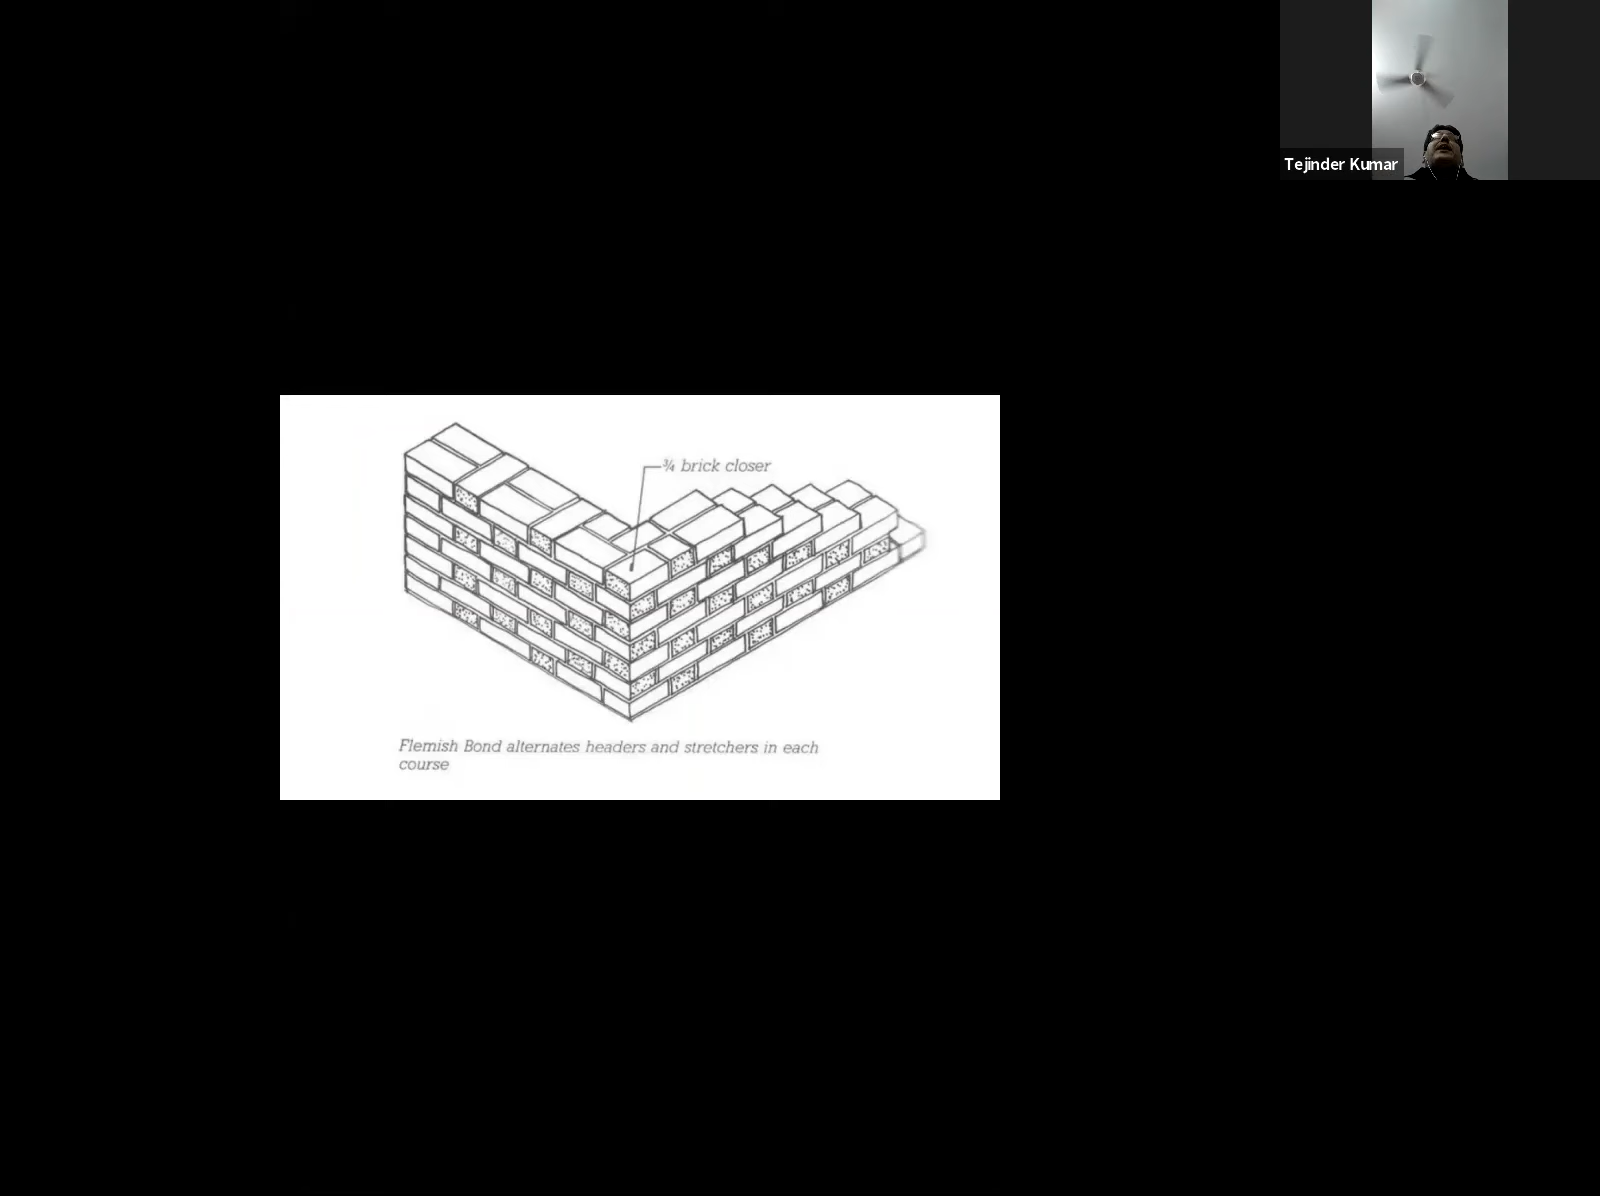 Tejinder Kumar
¾ brick closer
Flemish Bond alternates headers and stretchers in each
course